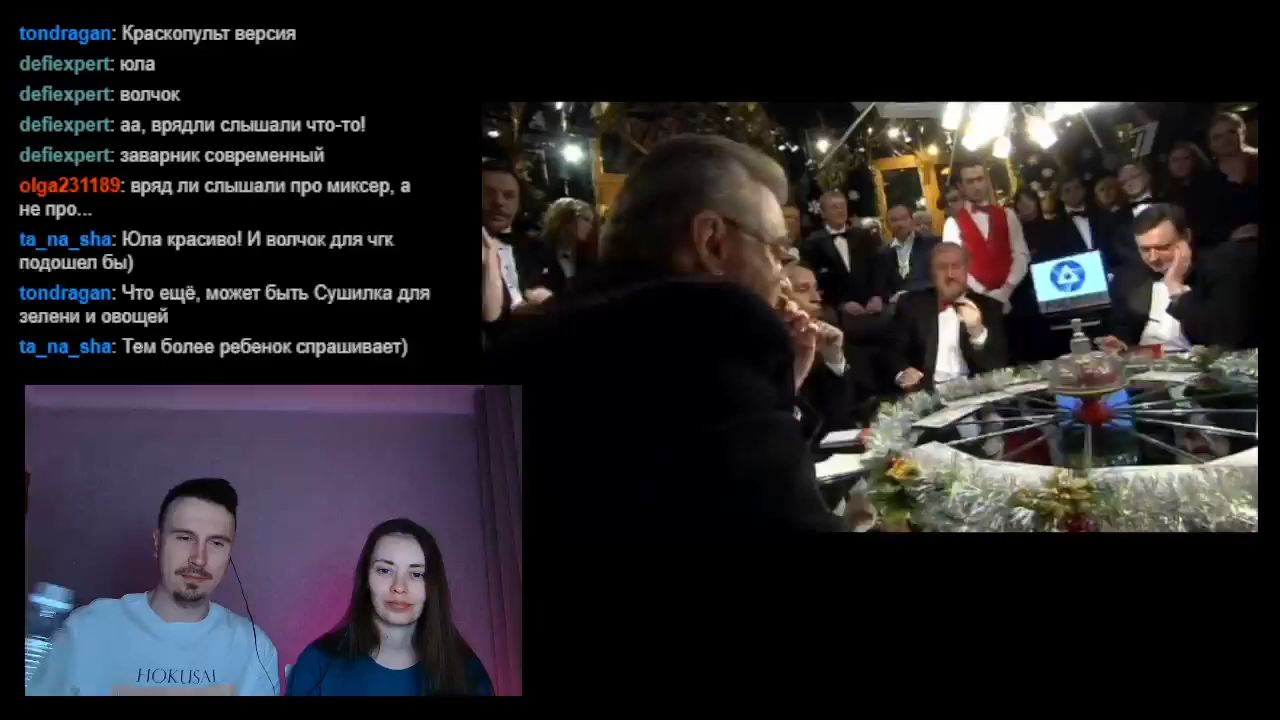 tondragan: Краскопульт версия
defiexpert: юла
defiexpert: волчок
defiexpert: аа, врядли слышали что-то!
defiexpert: заварник современный
olga231189: вряд ли слышали про миксер, а
не про...
ta_na_sha: Юла красиво! И волчок для чгк
подошел бы)
tondragan: Что ещё, может быть Сушилка для
зелени и овощей
ta_na_sha: Тем более ребенок спрашивает)
HOKUSAI